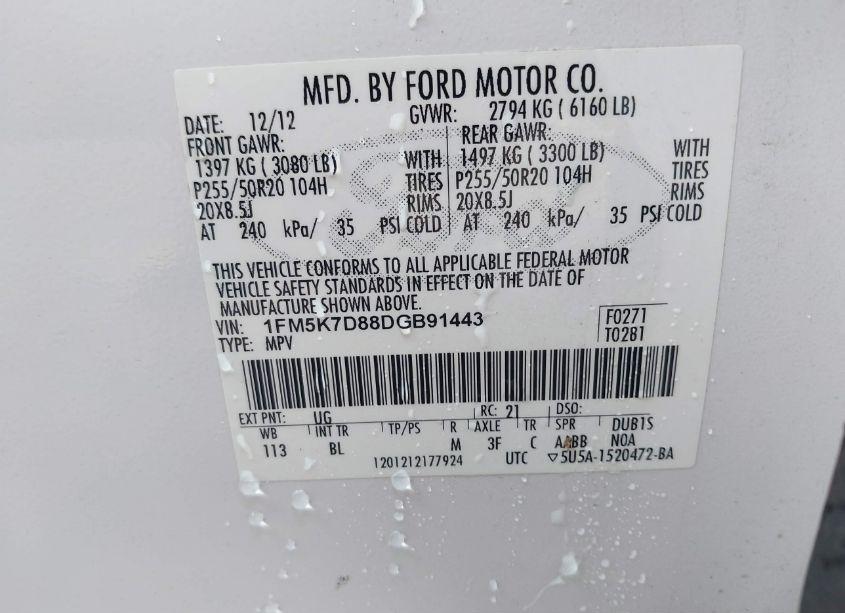 MFD. BY FORD MOTOR CO.
DATE: 12/12 GVWR: 2794 KG ( 6160 LB)
FRONT GAWR: REAR GAWR:
1397 KG ( 3080 LB) WITH 1497 KG ( 3300 LB) WITH
P255/50R20 104H TIRES P255/50R20 104H TIRES
20X8.5J RIMS 20X8.5J RIMS
AT 240 kPa/ 35 PSI COLD AT 240 kPa/ 35 PSI COLD
THIS VEHICLE CONFORMS TO ALL APPLICABLE FEDERAL MOTOR
VEHICLE SAFETY STANDARDS IN EFFECT ON THE DATE OF
MANUFACTURE SHOWN ABOVE.
VIN: 1FM5K7D88DGB91443 F0271
TYPE: MPV T0281
EXT PNT: UG RC: 21 DSO:
WB INT TR TP/PS R AXLE TR SPR DUB1S
113 BL M 3F C AABB NOA
1201212177924 UTC ▽5U5A-1520472-BA